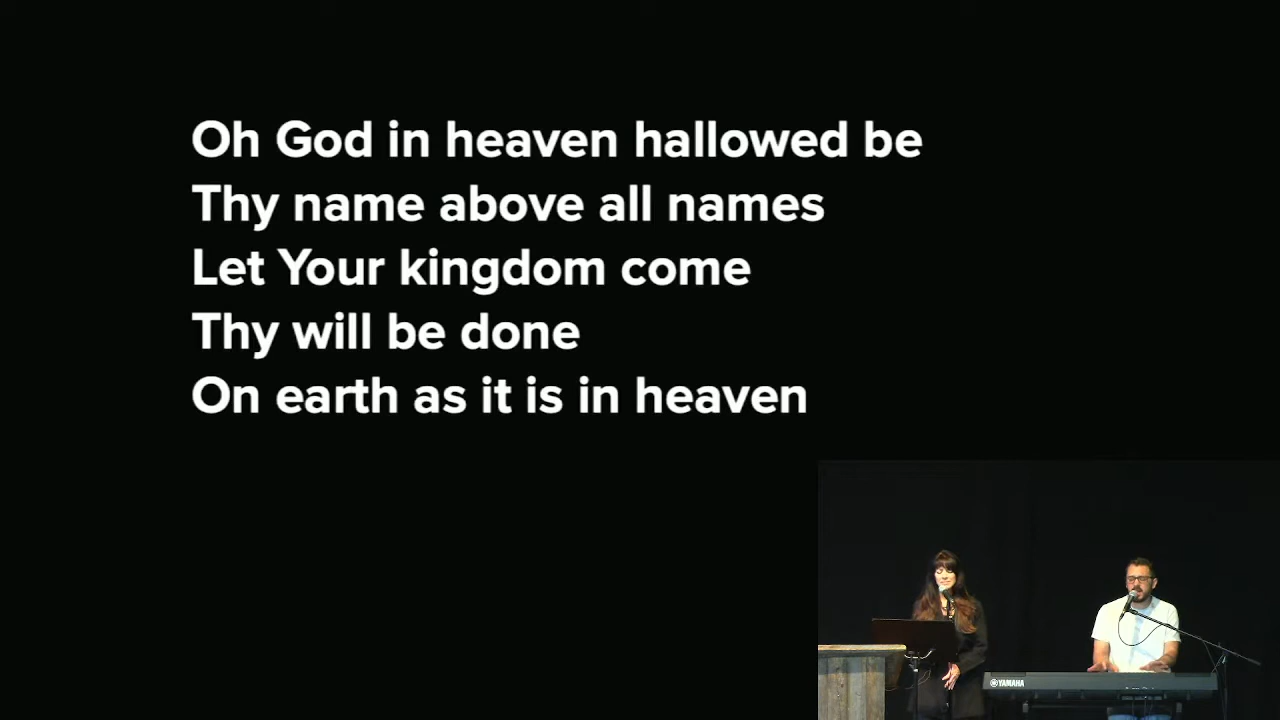 Oh God in heaven hallowed be
Thy name above all names
Let Your kingdom come
Thy will be done
On earth as it is in heaven
YAMAHA